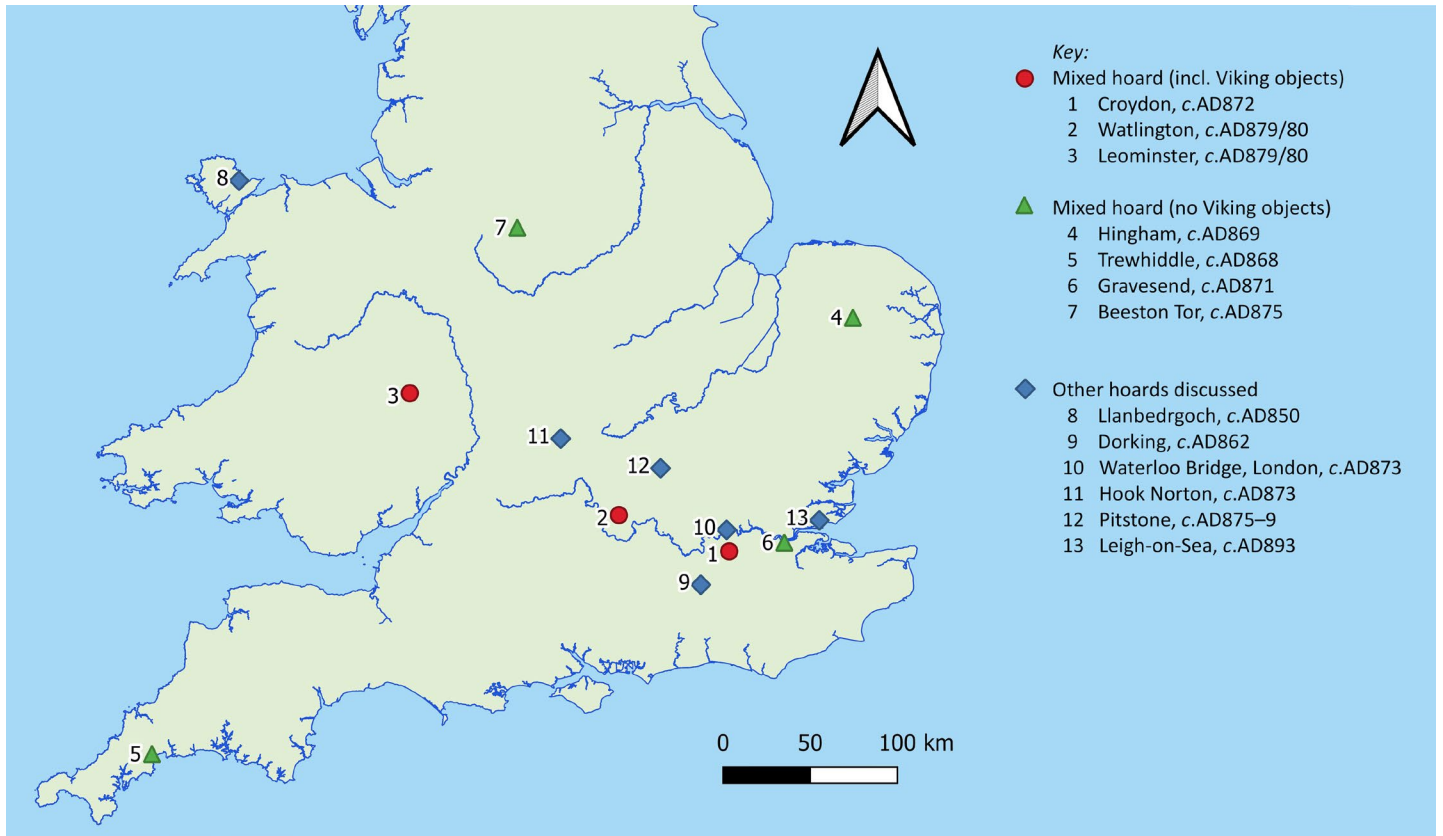 Key:
Mixed hoard (incl. Viking objects)
1 Croydon, c.AD872
2 Watlington, c.AD879/80
3 Leominster, c.AD879/80
Mixed hoard (no Viking objects)
4 Hingham, c.AD869
5 Trewhiddle, c.AD868
6 Gravesend, c.AD871
7 Beeston Tor, c.AD875
Other hoards discussed
8 Llanbedrgoch, c.AD850
9 Dorking, c.AD862
10 Waterloo Bridge, London, c.AD873
11 Hook Norton, c.AD873
12 Pitstone, c.AD875–9
13 Leigh-on-Sea, c.AD893
8
7
4
3
11
12
2
10
13
1
6
9
5
0 50 100 km